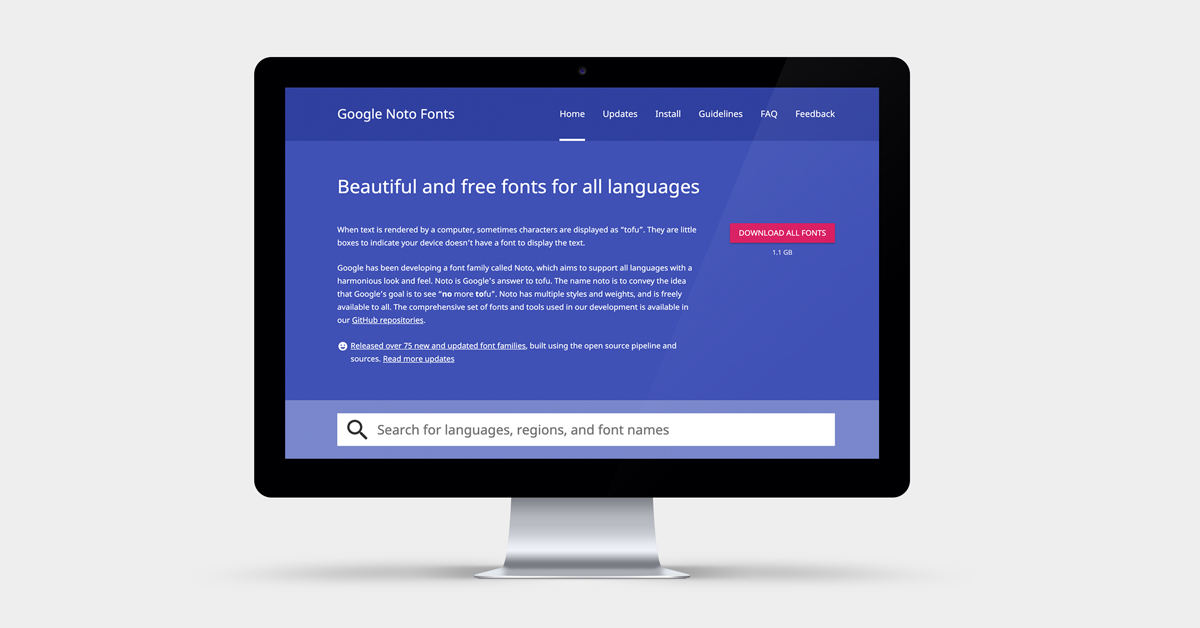 Google Noto Fonts
Home Updates Install Guidelines FAQ Feedback
Beautiful and free fonts for all languages
When text is rendered by a computer, sometimes characters are displayed as "tofu". They are little
boxes to indicate your device doesn't have a font to display the text.
DOWNLOAD ALL FONTS
1.1 GB
Google has been developing a font family called Noto, which aims to support all languages with a
harmonious look and feel. Noto is Google's answer to tofu. The name noto is to convey the idea
that Google's goal is to see "no more tofu". Noto has multiple styles and weights, and is freely
available to all. The comprehensive set of fonts and tools used in our development is available in
our GitHub repositories.
Released over 75 new and updated font families, built using the open source pipeline and
sources. Read more updates
Search for languages, regions, and font names